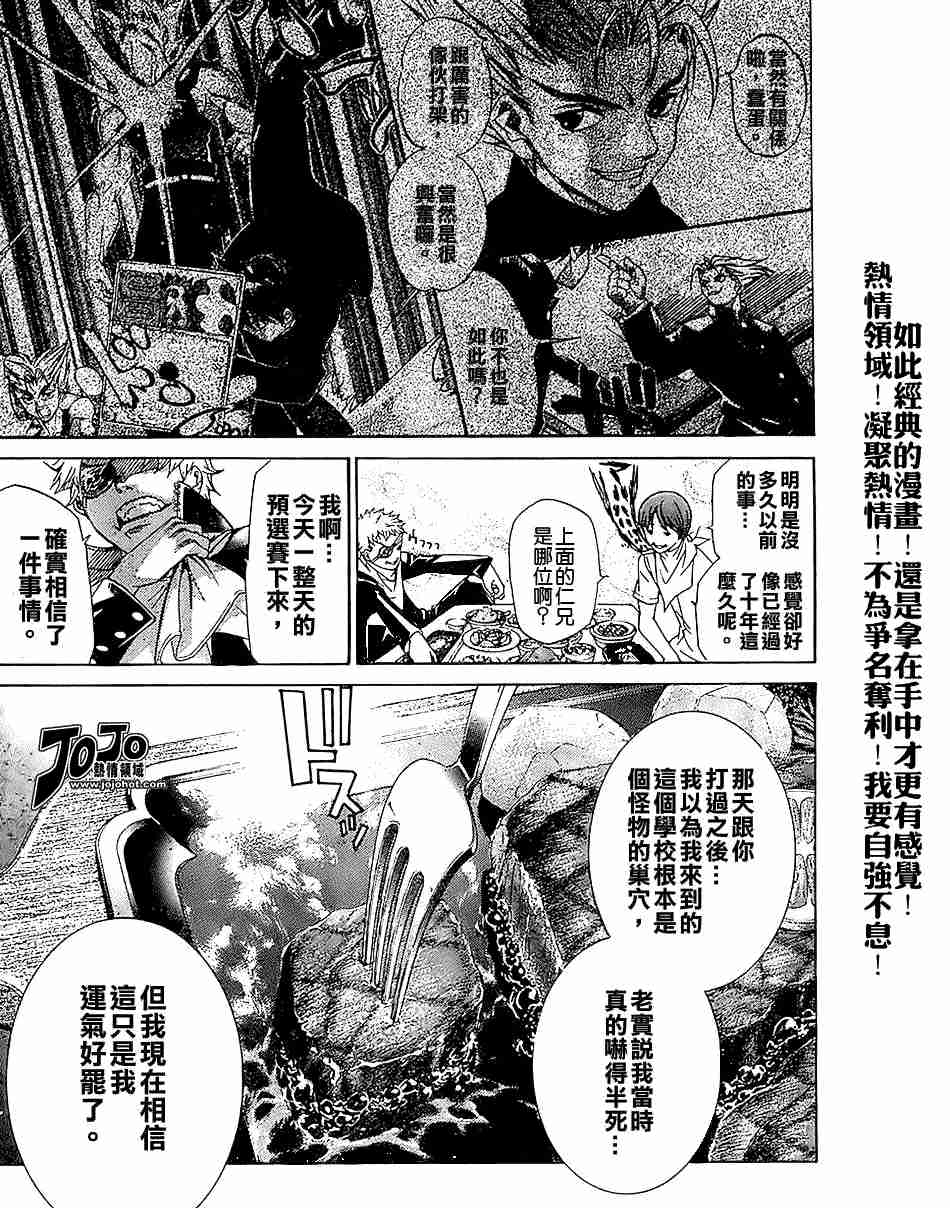 當然有關係
啦，蠢蛋。
跟厲害的
傢伙打架，
當然是很
興奮囉。
你不也是
如此嗎？
明明是沒
多久以前
的事…
感覺卻好
像已經過
了十年這
麼久呢。
上面的仁兄
是哪位啊？
我啊…
今天一整天的
預選賽下來，
確實相信了
一件事情。
那天跟你
打過之後…
我以為我來到的
這個學校根本是
個怪物的巢穴，
老實說我當時
真的嚇得半死…
但我現在相信
這只是我
運氣好罷了。
JOJO
熱情領域
www.jojohot.com
如此經典的漫畫！還是拿在手中才更有感覺！
熱情領域！凝聚熱情！不為爭名奪利！我要自強不息！